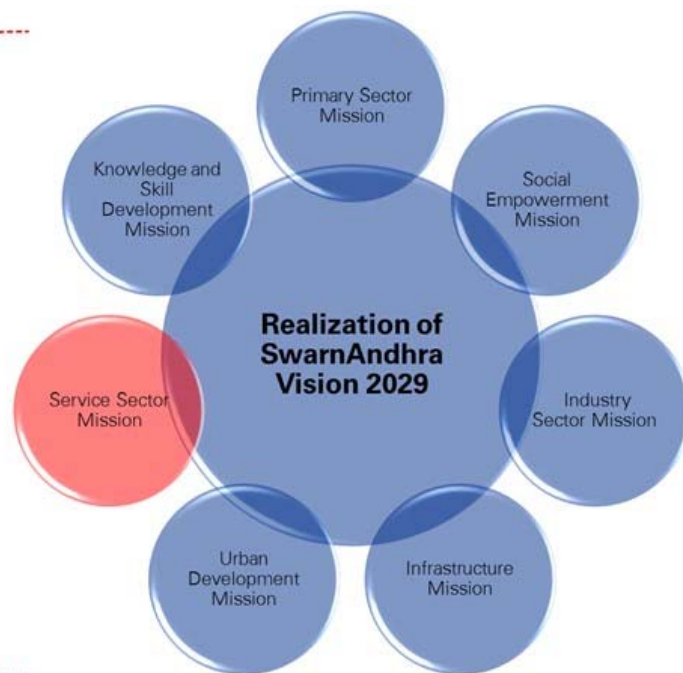 Primary Sector
Mission
Social
Empowerment
Mission
Industry
Sector Mission
Infrastructure
Mission
Urban
Development
Mission
Service Sector
Mission
Knowledge and
Skill
Development
Mission
Realization of
SwarnAndhra
Vision 2029